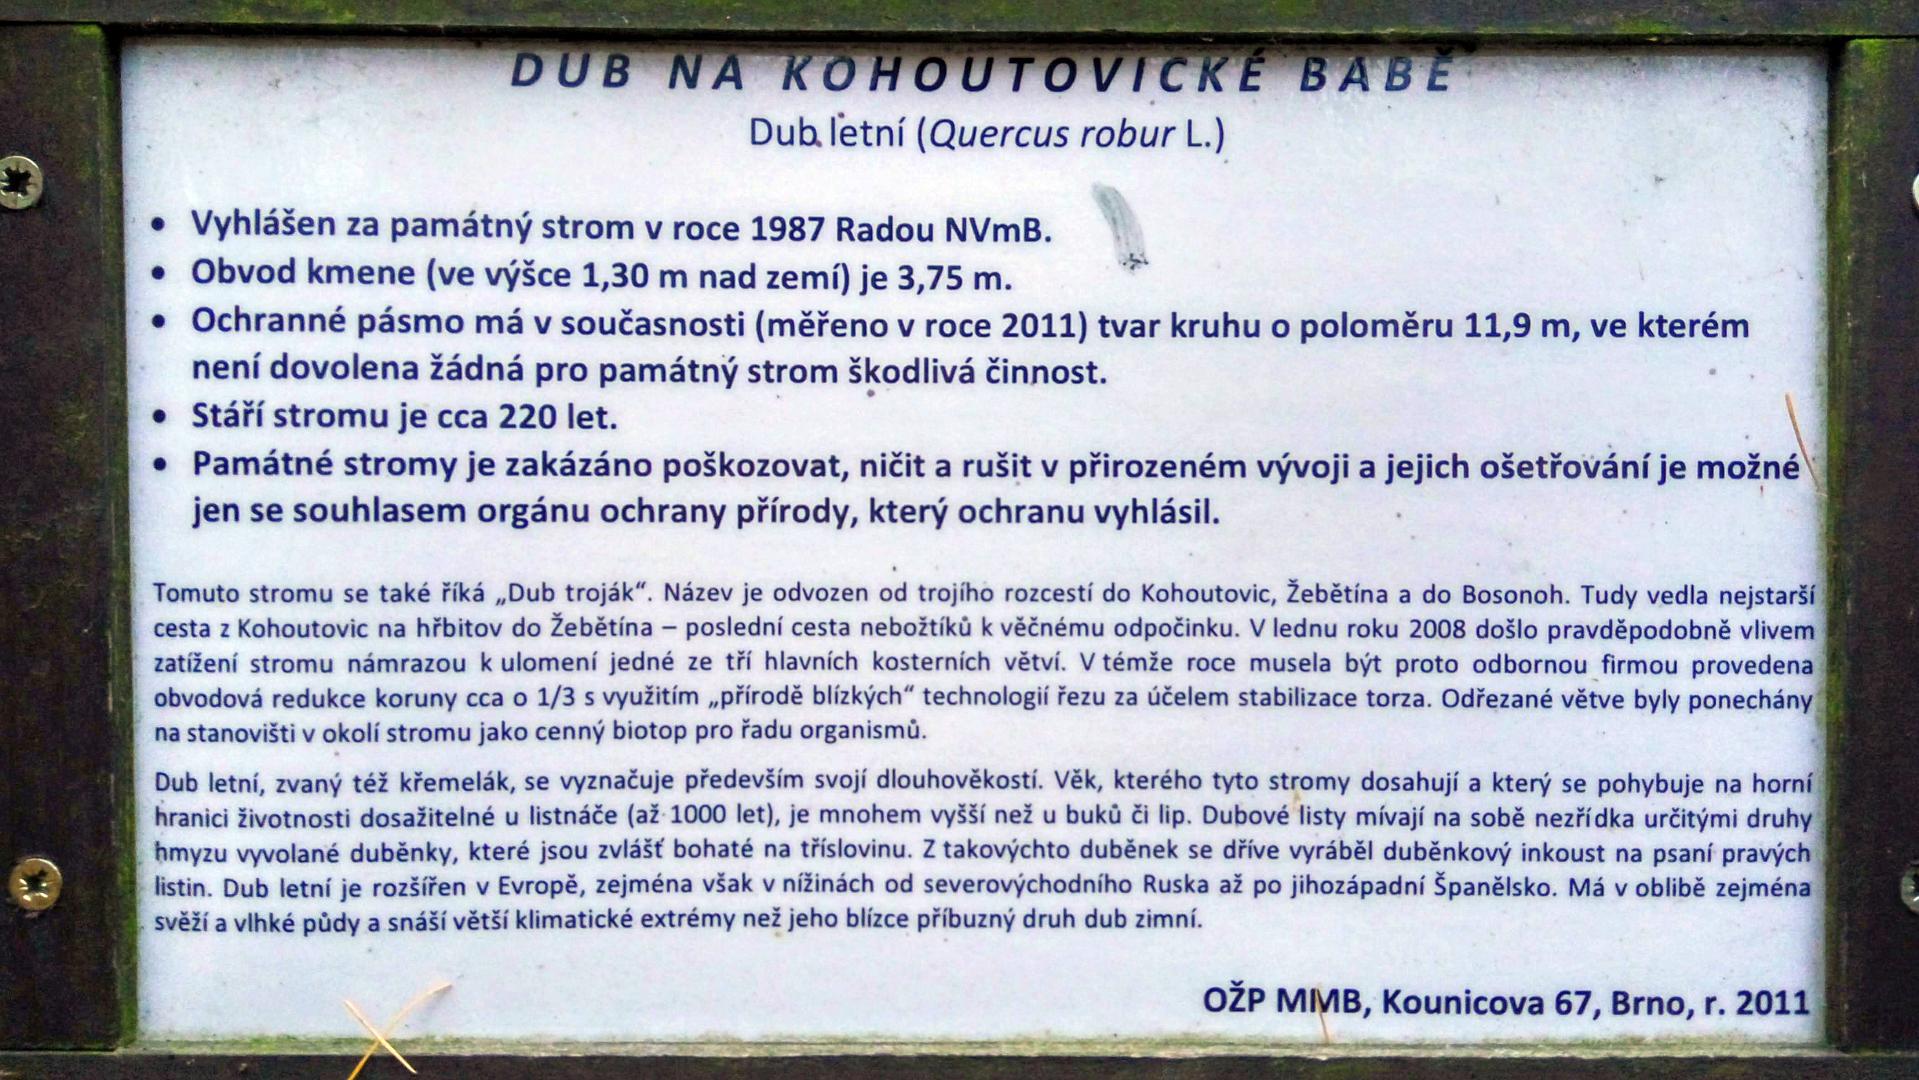 DUB NA KOHOUTOVICKÉ BABĚ
Dub letní (Quercus robur L.)
• Vyhlášen za památný strom v roce 1987 Radou NVmB.
• Obvod kmene (ve výšce 1,30 m nad zemí) je 3,75 m.
• Ochranné pásmo má v současnosti (měřeno v roce 2011) tvar kruhu o poloměru 11,9 m, ve kterém
není dovolena žádná pro památný strom škodlivá činnost.
• Stáří stromu je cca 220 let.
• Památné stromy je zakázáno poškozovat, ničit a rušit v přirozeném vývoji a jejich ošetřování je možné
jen se souhlasem orgánu ochrany přírody, který ochranu vyhlásil.
Tomuto stromu se také říká „Dub troják“. Název je odvozen od trojího rozcestí do Kohoutovic, Žebětína a do Bosonoh. Tudy vedla nejstarší
cesta z Kohoutovic na hřbitov do Žebětína – poslední cesta nebožtíků k věčnému odpočinku. V lednu roku 2008 došlo pravděpodobně vlivem
zatížení stromu námrazou k ulomení jedné ze tří hlavních kosterních větví. V témže roce musela být proto odbornou firmou provedena
obvodová redukce koruny cca o 1/3 s využitím „přírodě blízkých“ technologií řezu za účelem stabilizace torza. Odřezané větve byly ponechány
na stanovišti v okolí stromu jako cenný biotop pro řadu organismů.
Dub letní, zvaný též křemelák, se vyznačuje především svojí dlouhověkostí. Věk, kterého tyto stromy dosahují a který se pohybuje na horní
hranici životnosti dosažitelné u listnáče (až 1000 let), je mnohem vyšší než u buků či lip. Dubové listy mívají na sobě nezřídka určitými druhy
hmyzu vyvolané duběnky, které jsou zvlášť bohaté na tříslovinu. Z takovýchto duběnek se dříve vyráběl duběnkový inkoust na psaní pravých
listin. Dub letní je rozšířen v Evropě, zejména však v nížinách od severovýchodního Ruska až po jihozápadní Španělsko. Má v oblibě zejména
svěží a vlhké půdy a snáší větší klimatické extrémy než jeho blízce příbuzný druh dub zimní.
OŽP MMB, Kounicova 67, Brno, r. 2011